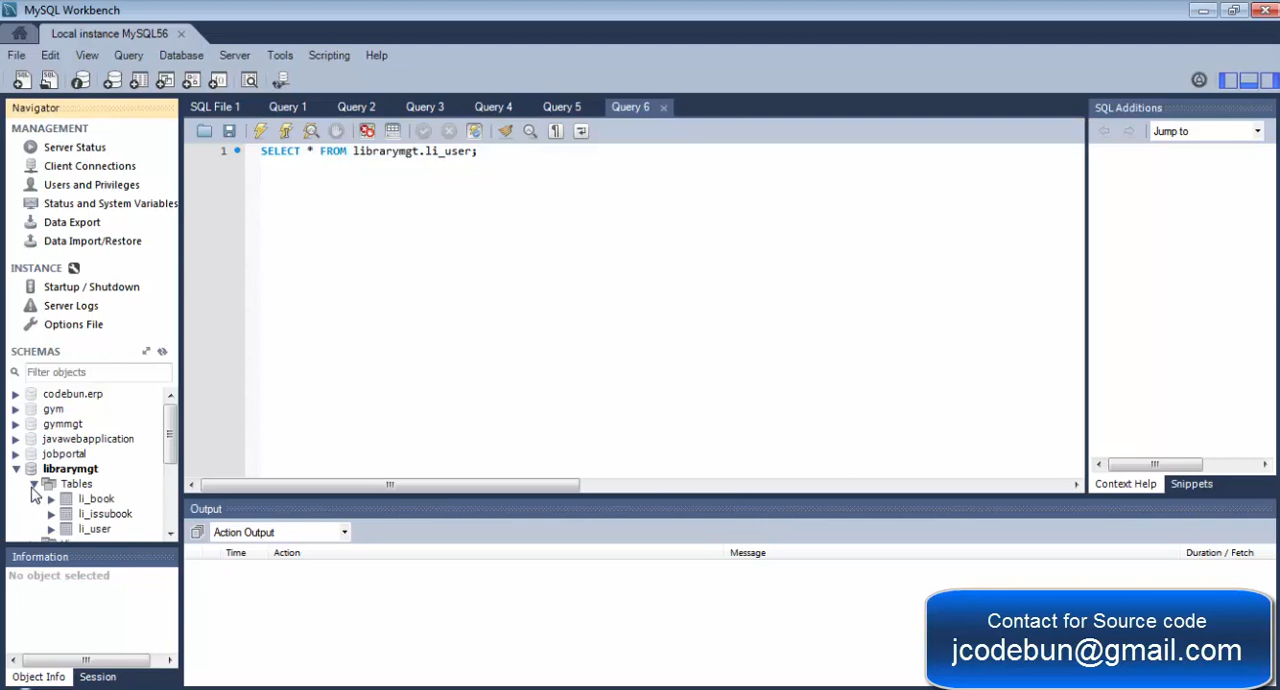 MySQL Workbench
Local instance MySQL56
File Edit View Query Database Server Tools Scripting Help
Navigator
MANAGEMENT
Server Status
Client Connections
Users and Privileges
Status and System Variables
Data Export
Data Import/Restore
INSTANCE
Startup / Shutdown
Server Logs
Options File
SCHEMAS
Filter objects
codebun.erp
gym
gymmgt
javawebapplication
jobportal
librarymgt
Tables
li_book
li_issubook
li_user
Information
No object selected
Object Info Session
SQL File 1 Query 1 Query 2 Query 3 Query 4 Query 5 Query 6
1 SELECT * FROM librarymgt.li_user;
SQL Additions
Jump to
Context Help Snippets
Output
Action Output
Time Action Message Duration / Fetch
Contact for Source code
jcodebun@gmail.com